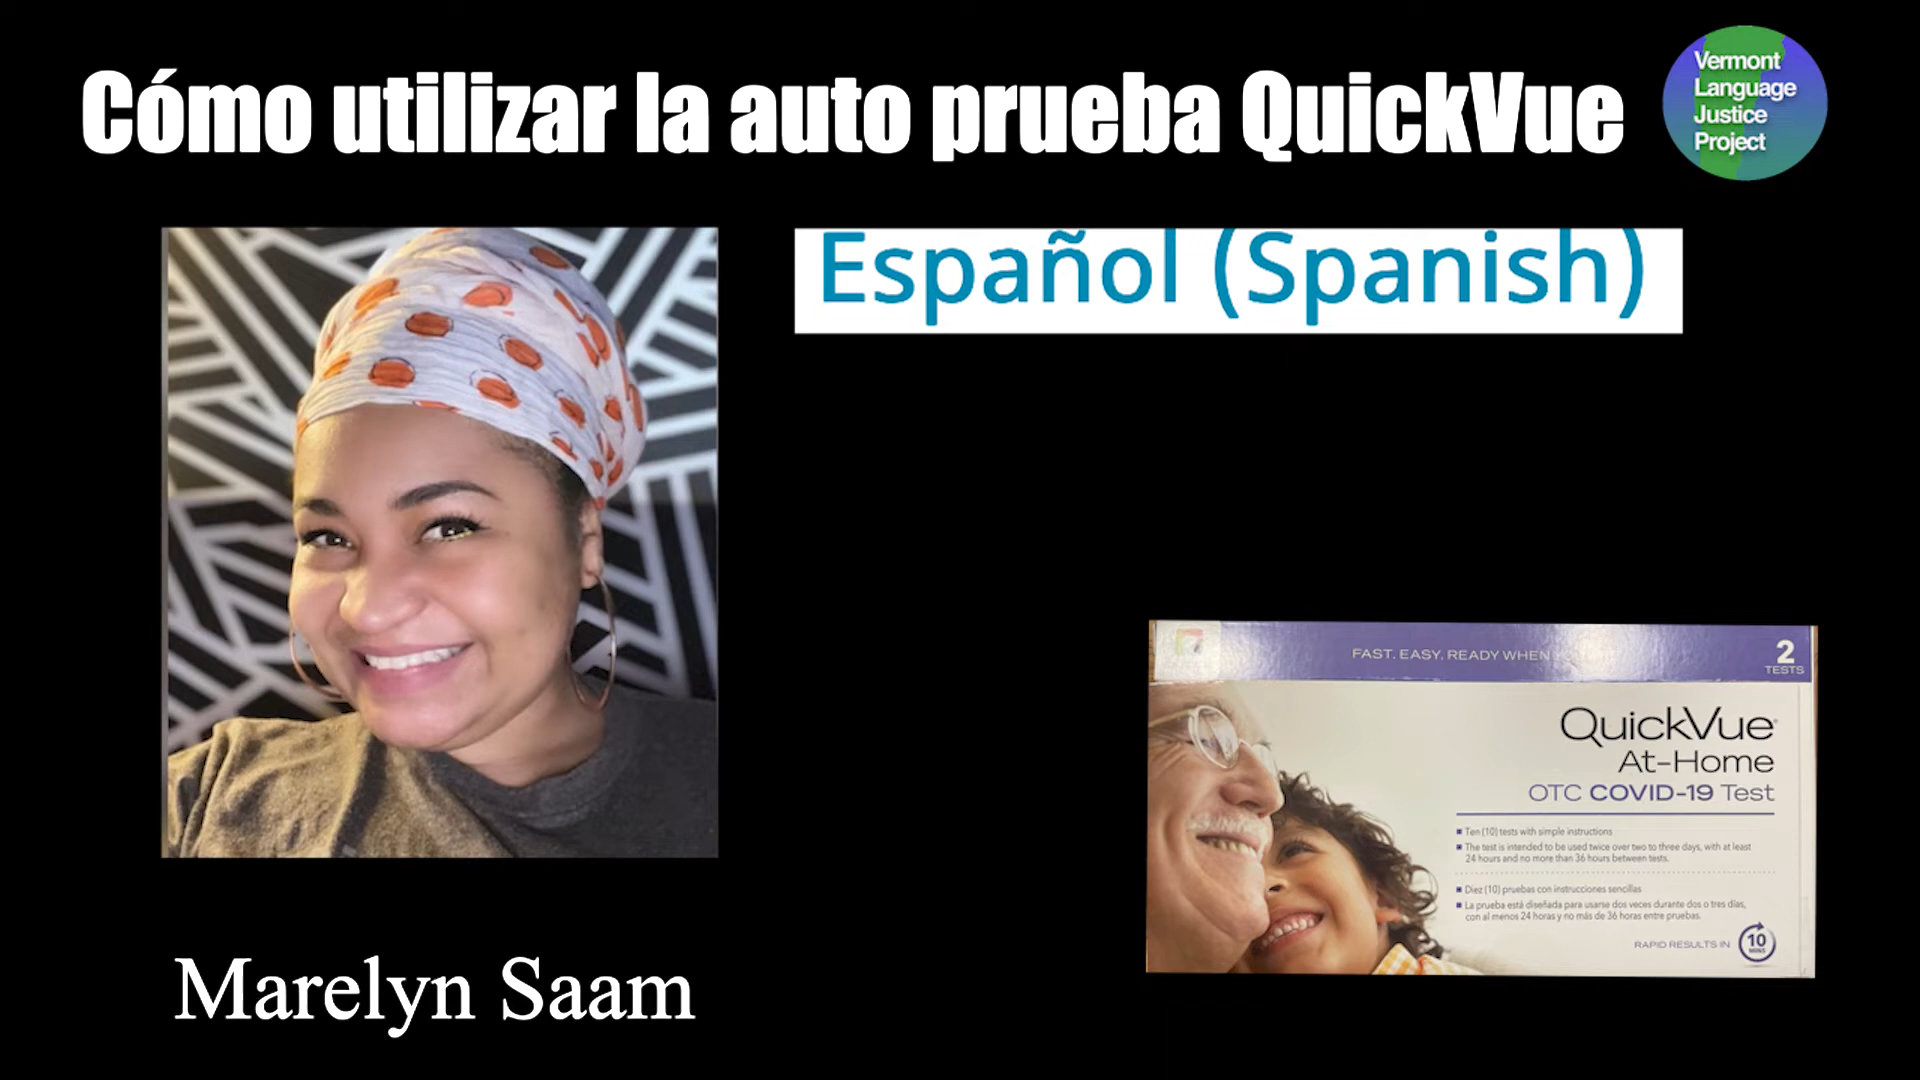 Cómo utilizar la auto prueba QuickVue
Vermont
Language
Justice
Project
Español (Spanish)
FAST. EASY. READY WHEN
2
TESTS
QuickVue
At-Home
OTC COVID-19 Test
Ten (10) tests with simple instructions
The test is intended to be used twice over two to three days, with at least
24 hours and no more than 36 hours between tests.
Diez (10) pruebas con instrucciones sencillas
La prueba está diseñada para usarse dos veces durante dos o tres días,
con al menos 24 horas y no más de 36 horas entre pruebas.
RAPID RESULTS IN
10
MINS
Marelyn Saam